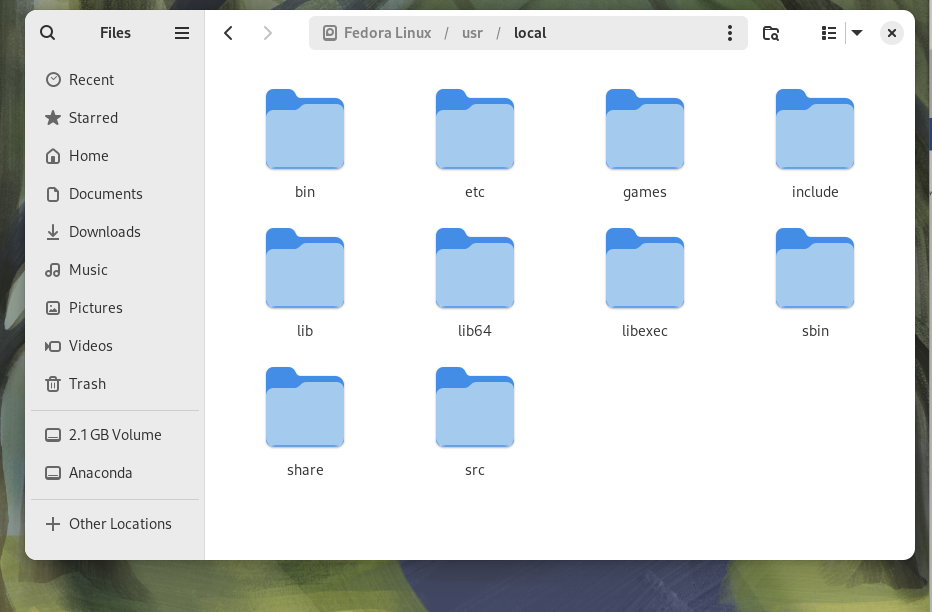 Files
Fedora Linux / usr / local
Recent
Starred
Home
Documents
Downloads
Music
Pictures
Videos
Trash
2.1 GB Volume
Anaconda
Other Locations
bin etc games include
lib lib64 libexec sbin
share src